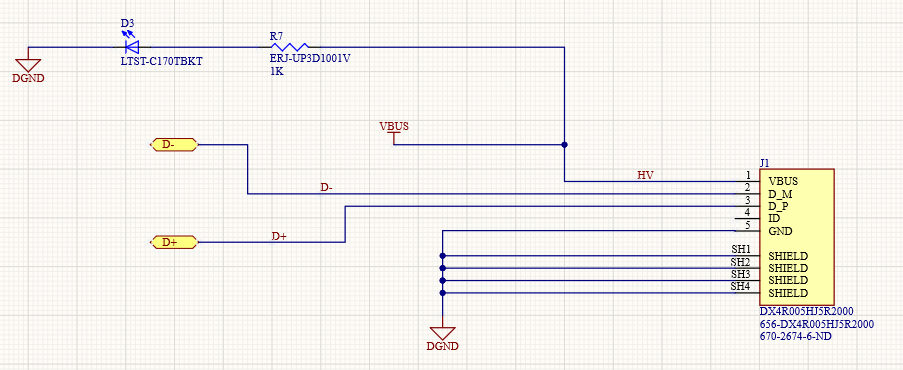 D3
LTST-C170TBKT
R7
ERJ-UP3D1001V
1K
DGND
VBUS
D-
D-
D+
D+
HV
J1
1
VBUS
2
D_M
3
D_P
4
ID
5
GND
SH1
SHIELD
SH2
SHIELD
SH3
SHIELD
SH4
SHIELD
DX4R005HJ5R2000
656-DX4R005HJ5R2000
670-2674-6-ND
DGND